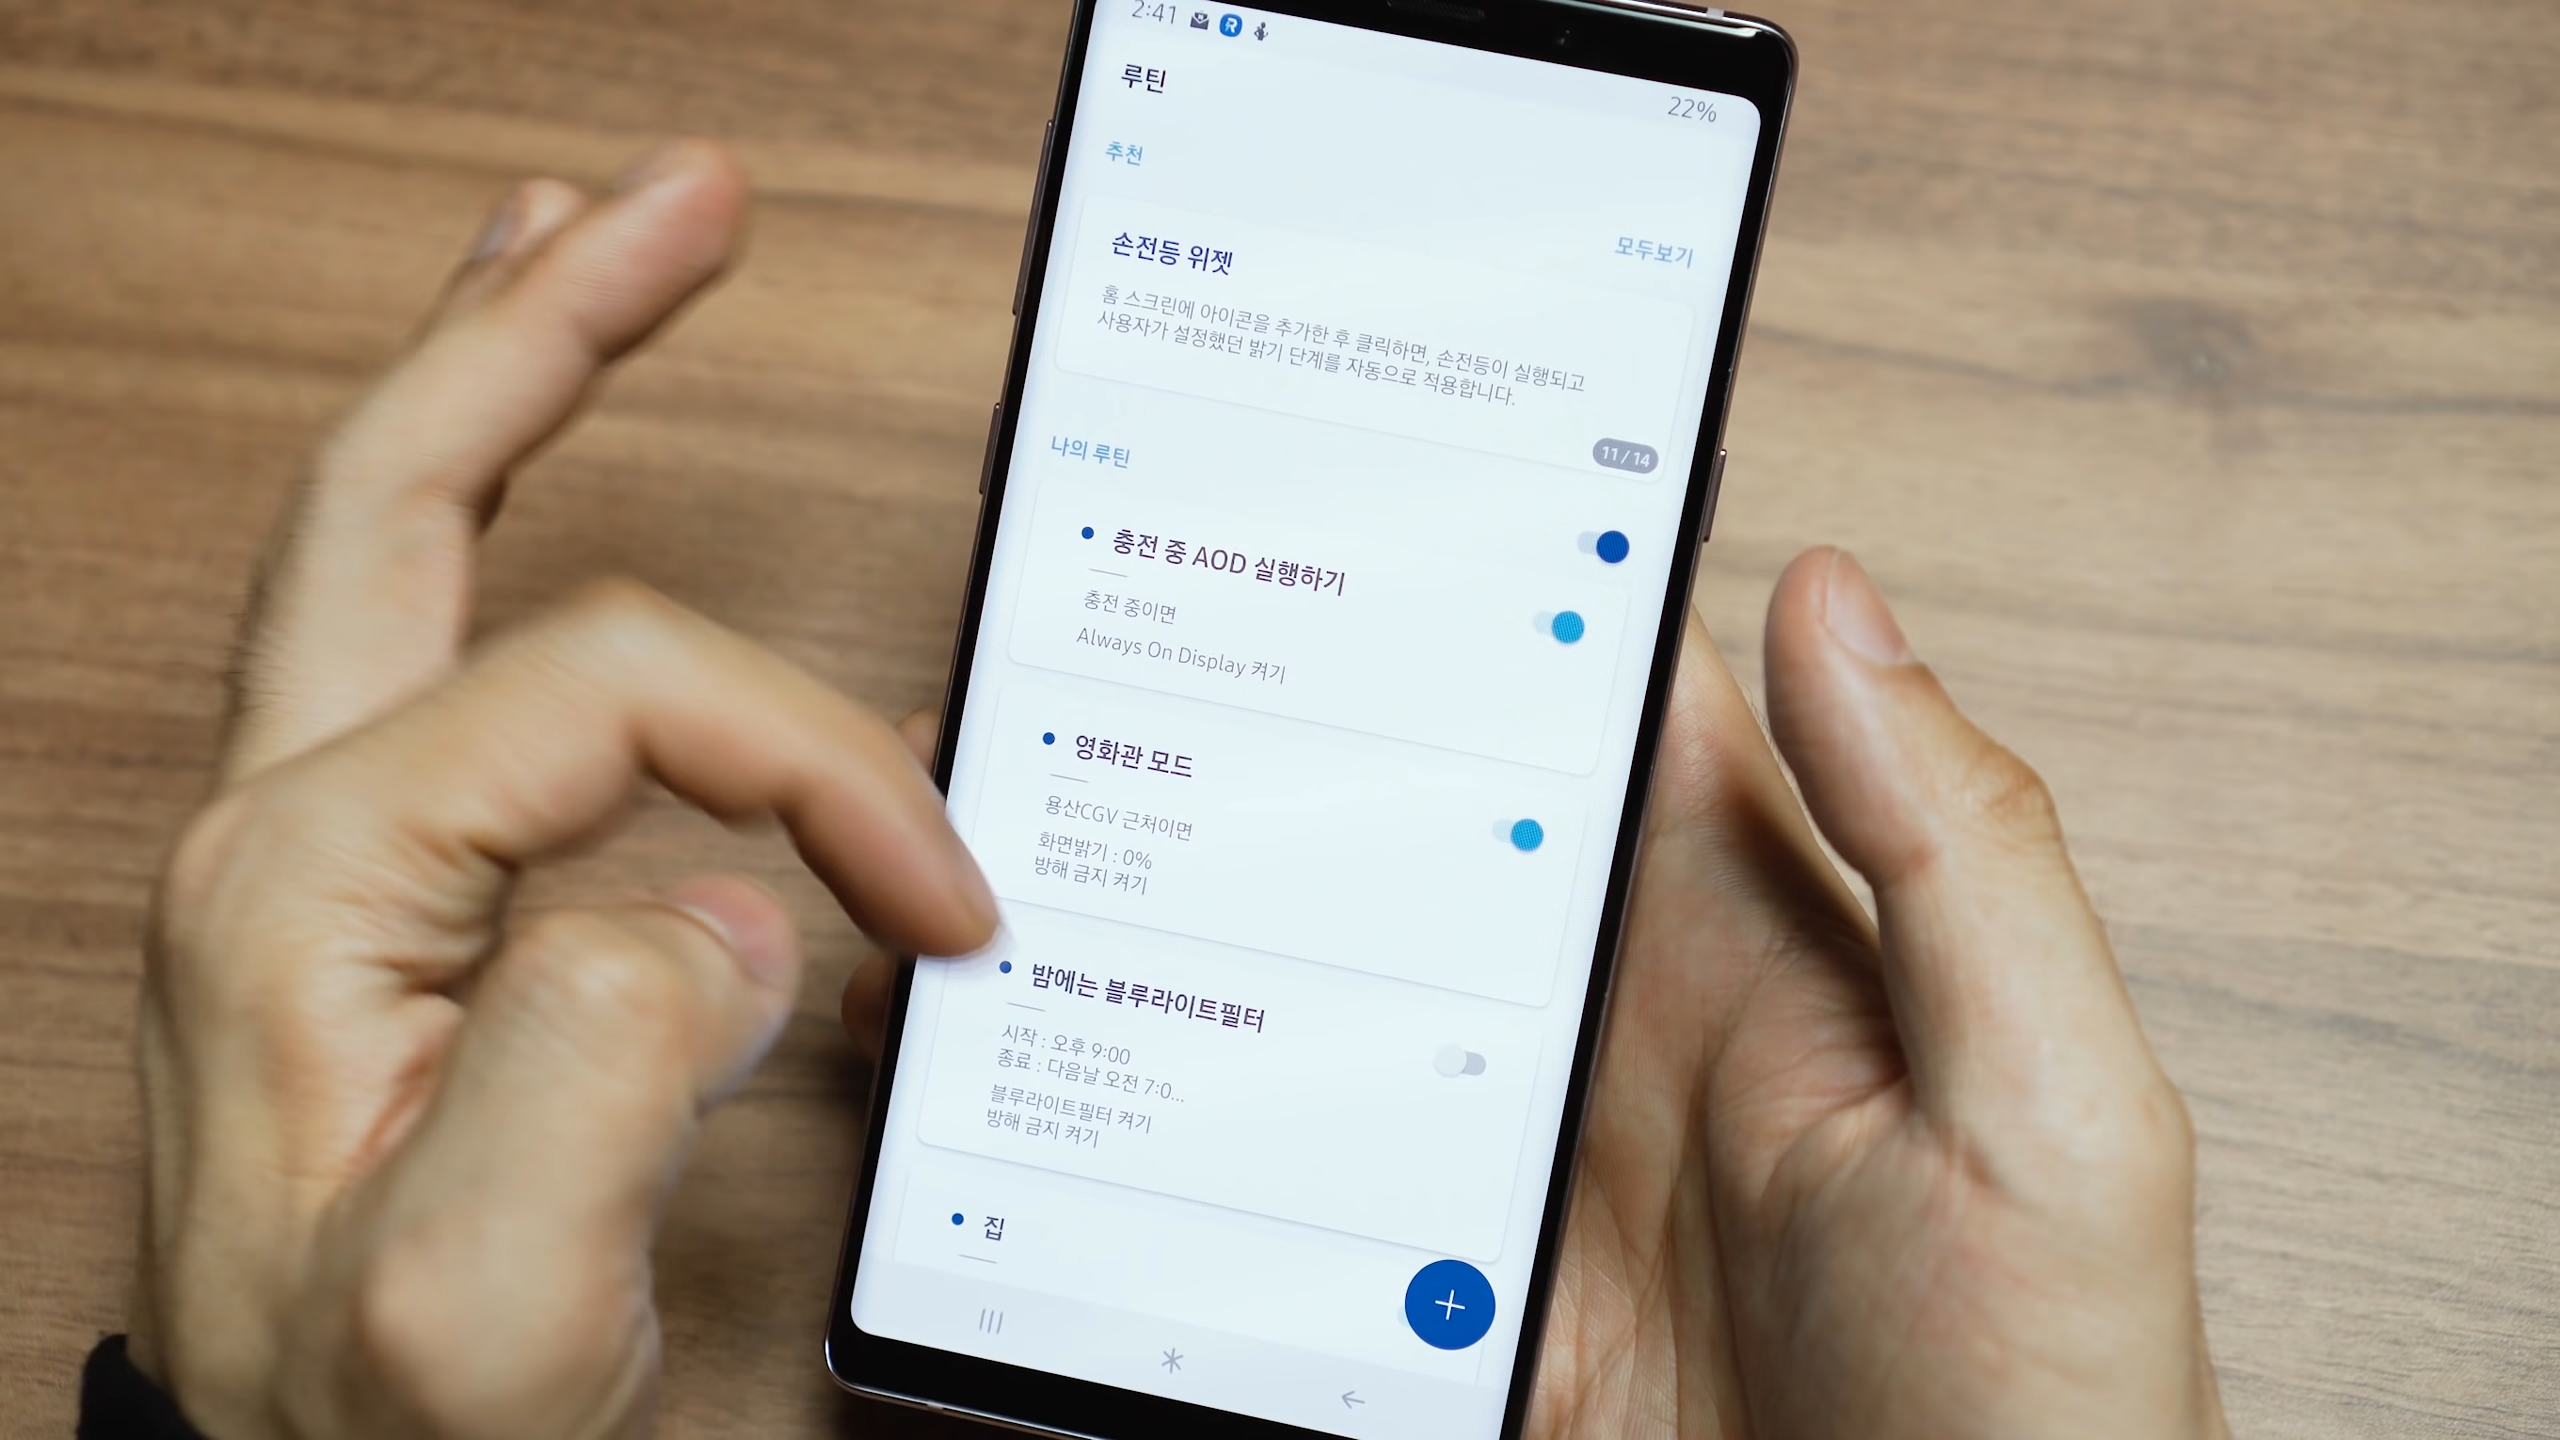 2:41
22%
루틴
추천
모두보기
손전등 위젯
홈 스크린에 아이콘을 추가한 후 클릭하면, 손전등이 실행되고
사용자가 설정했던 밝기 단계를 자동으로 적용합니다.
11 / 14
나의 루틴
충전 중 AOD 실행하기
충전 중이면
Always On Display 켜기
영화관 모드
용산CGV 근처이면
화면밝기 : 0%
방해 금지 켜기
밤에는 블루라이트필터
시작 : 오후 9:00
종료 : 다음날 오전 7:0...
블루라이트필터 켜기
방해 금지 켜기
집